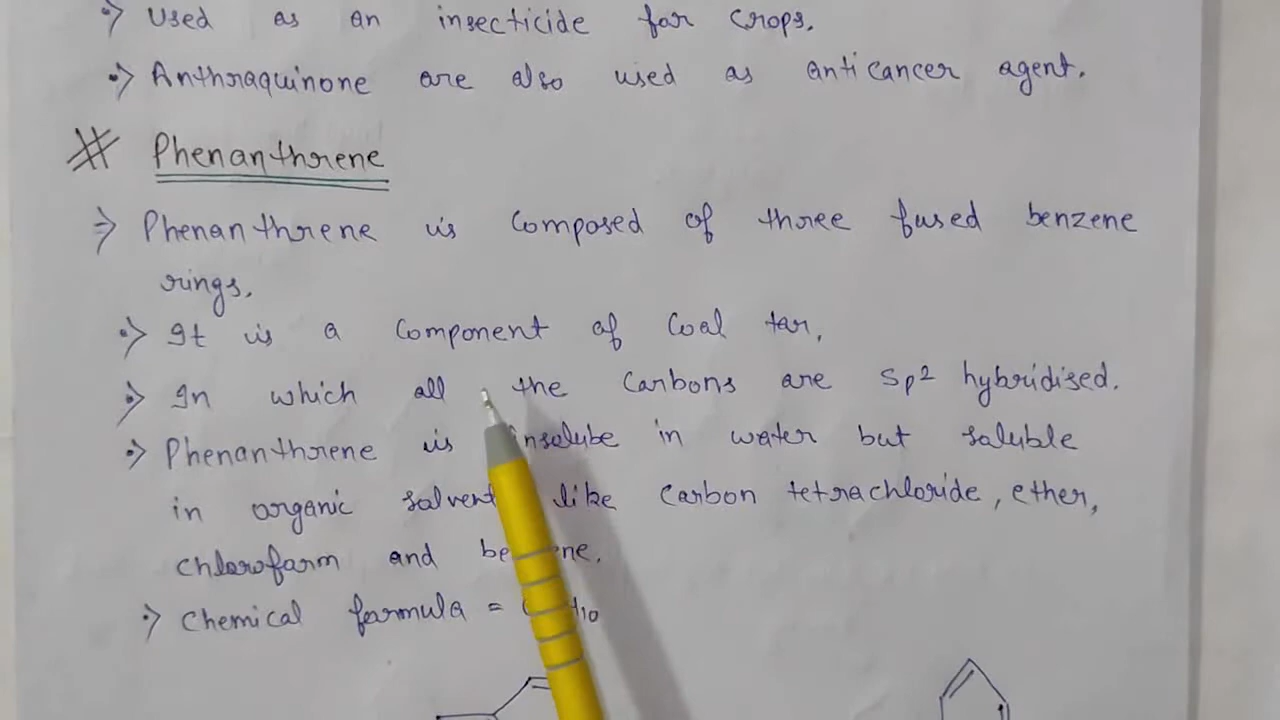 Used as an insecticide for crops.
Anthraquinone are also used as anticancer agent.
# Phenanthrene
⇒ Phenanthrene is composed of three fused benzene
rings.
It is a component of Coal tar,
In which all the carbons are Sp² hybridised.
Phenanthrene is insolube in water but soluble
in organic solvent like carbon tetrachloride, ether,
chloroform and
Chemical formula =